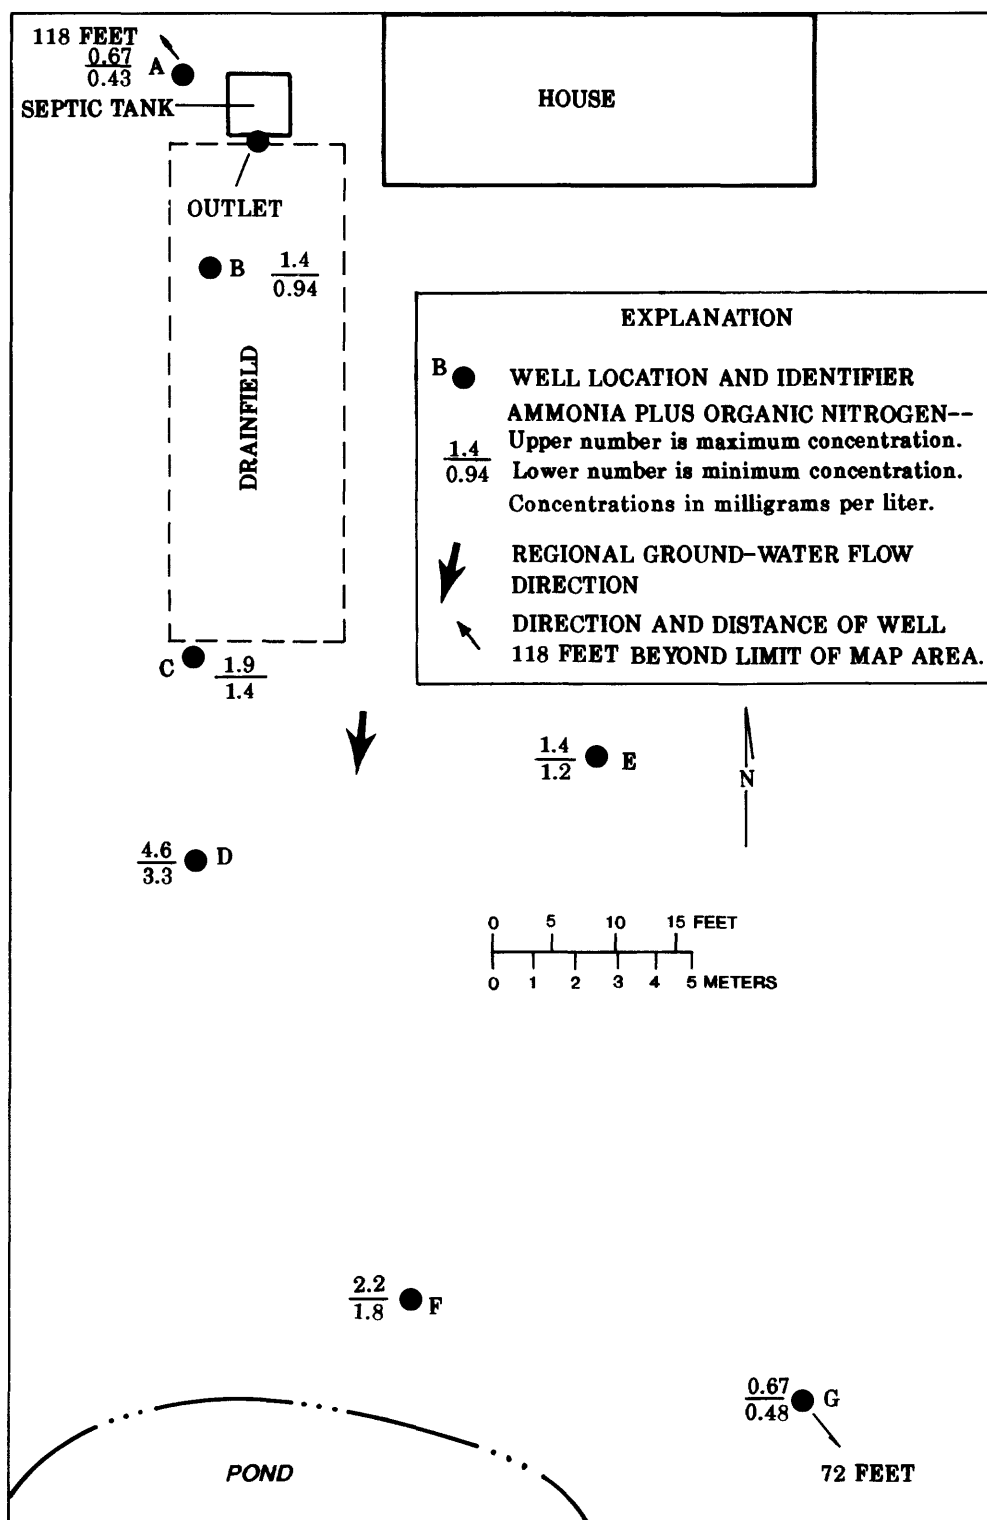 118 FEET
0.67
0.43
A
SEPTIC TANK
HOUSE
OUTLET
B
1.4
0.94
DRAINFIELD
EXPLANATION
B
WELL LOCATION AND IDENTIFIER
AMMONIA PLUS ORGANIC NITROGEN--
Upper number is maximum concentration.
1.4
0.94
Lower number is minimum concentration.
Concentrations in milligrams per liter.
REGIONAL GROUND-WATER FLOW
DIRECTION
DIRECTION AND DISTANCE OF WELL
118 FEET BEYOND LIMIT OF MAP AREA.
C
1.9
1.4
1.4
1.2
E
N
4.6
3.3
D
0 5 10 15 FEET
0 1 2 3 4 5 METERS
2.2
1.8
F
0.67
0.48
G
72 FEET
POND